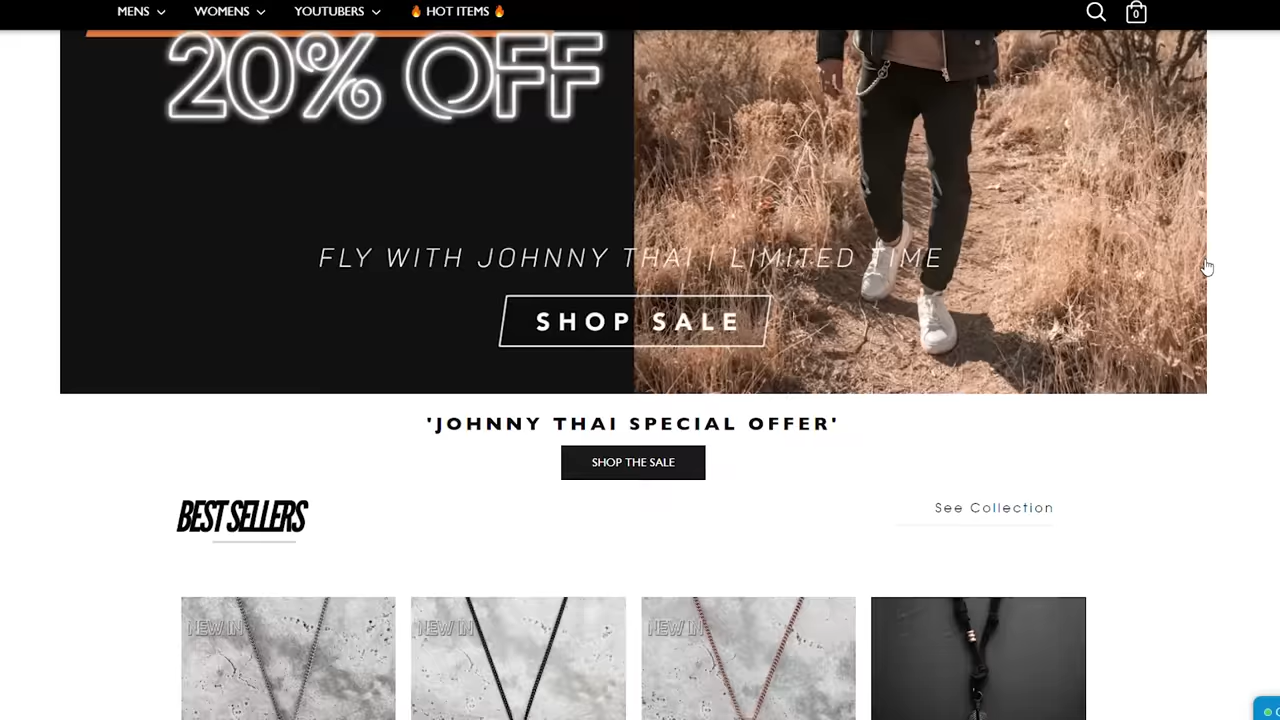 MENS WOMENS YOUTUBERS 🔥 HOT ITEMS 🔥 0
20% OFF
FLY WITH JOHNNY THAI | LIMITED TIME
SHOP SALE
'JOHNNY THAI SPECIAL OFFER'
SHOP THE SALE
BEST SELLERS See Collection
NEW IN NEW IN NEW IN